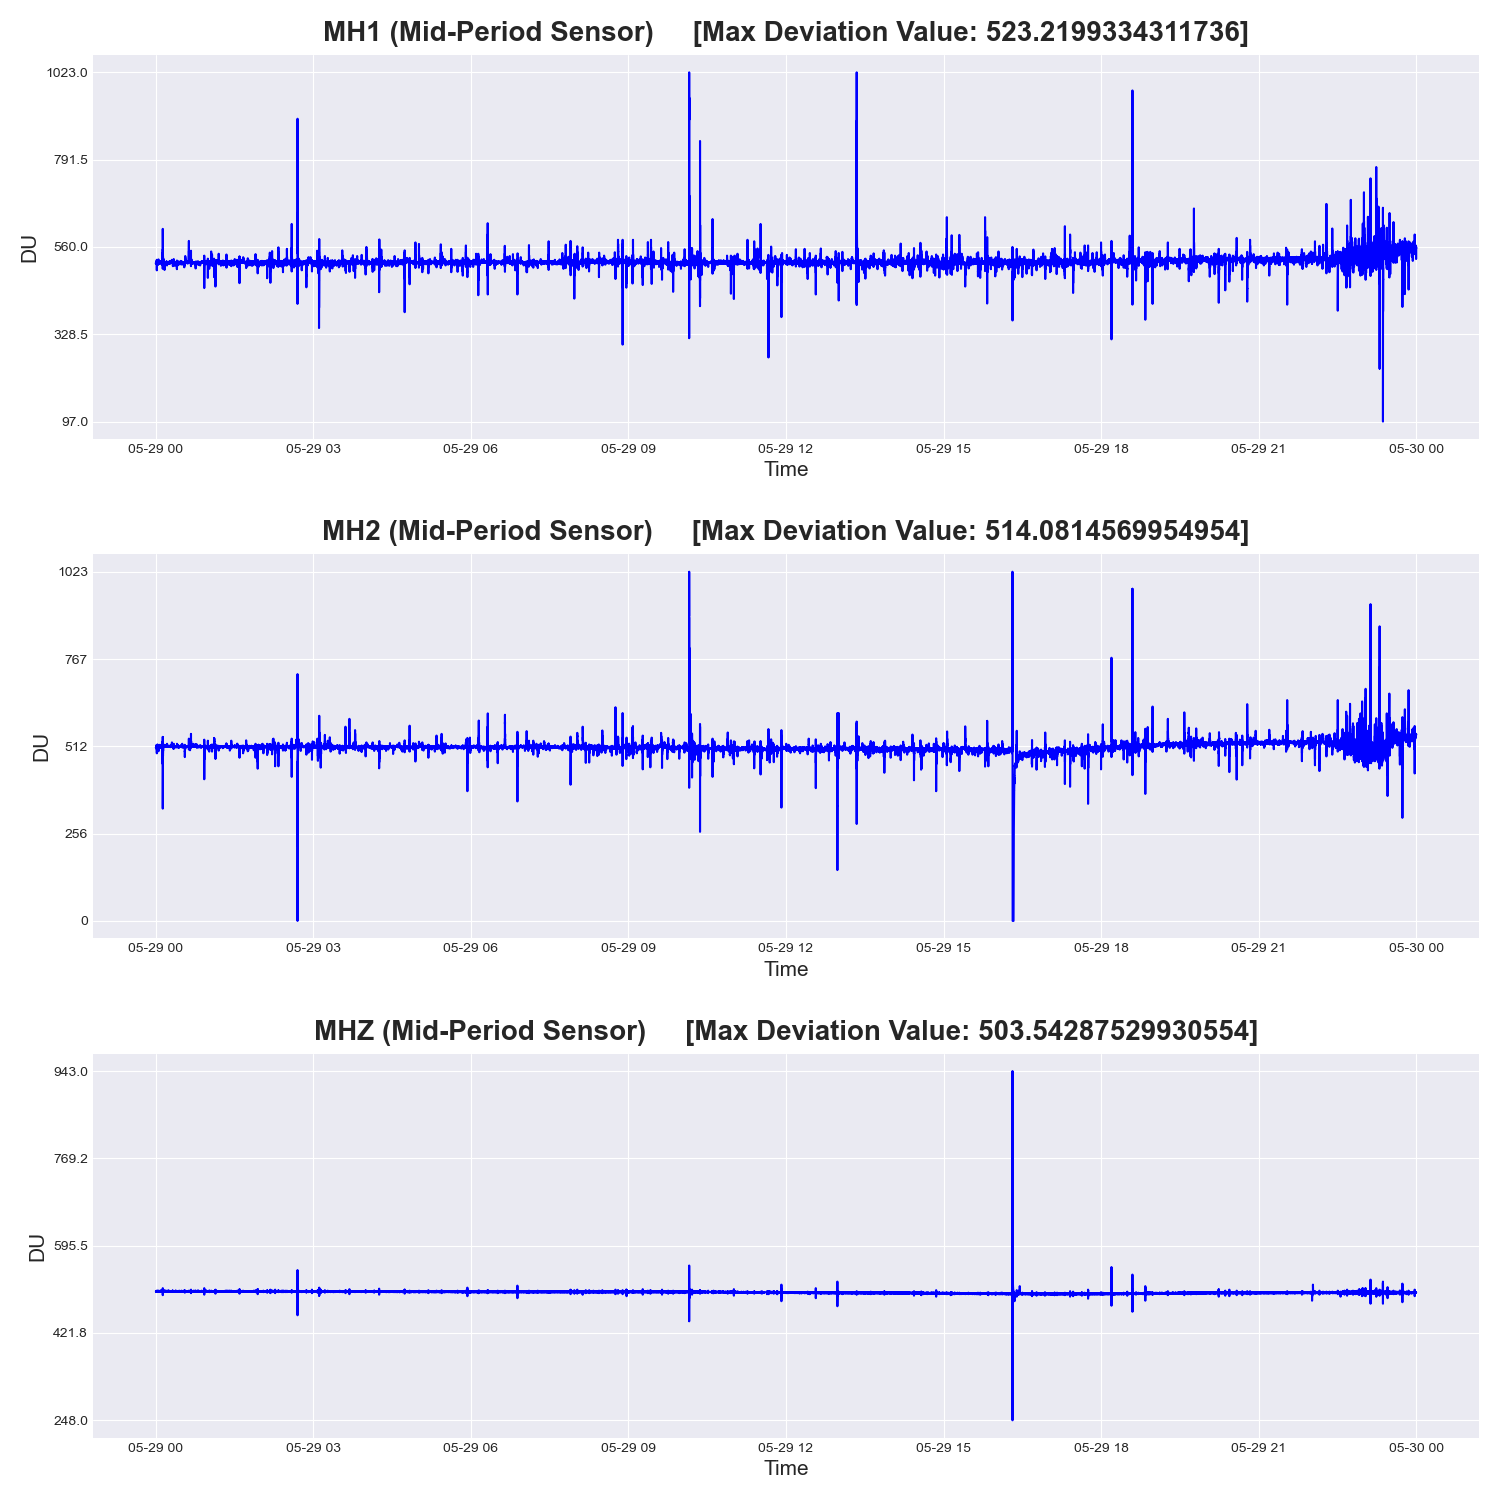 MH1 (Mid-Period Sensor) [Max Deviation Value: 523.2199334311736]
1023.0
791.5
560.0
328.5
97.0
DU
05-29 00 05-29 03 05-29 06 05-29 09 05-29 12 05-29 15 05-29 18 05-29 21 05-30 00
Time
MH2 (Mid-Period Sensor) [Max Deviation Value: 514.0814569954954]
1023
767
512
256
0
DU
05-29 00 05-29 03 05-29 06 05-29 09 05-29 12 05-29 15 05-29 18 05-29 21 05-30 00
Time
MHZ (Mid-Period Sensor) [Max Deviation Value: 503.54287529930554]
943.0
769.2
595.5
421.8
248.0
DU
05-29 00 05-29 03 05-29 06 05-29 09 05-29 12 05-29 15 05-29 18 05-29 21 05-30 00
Time